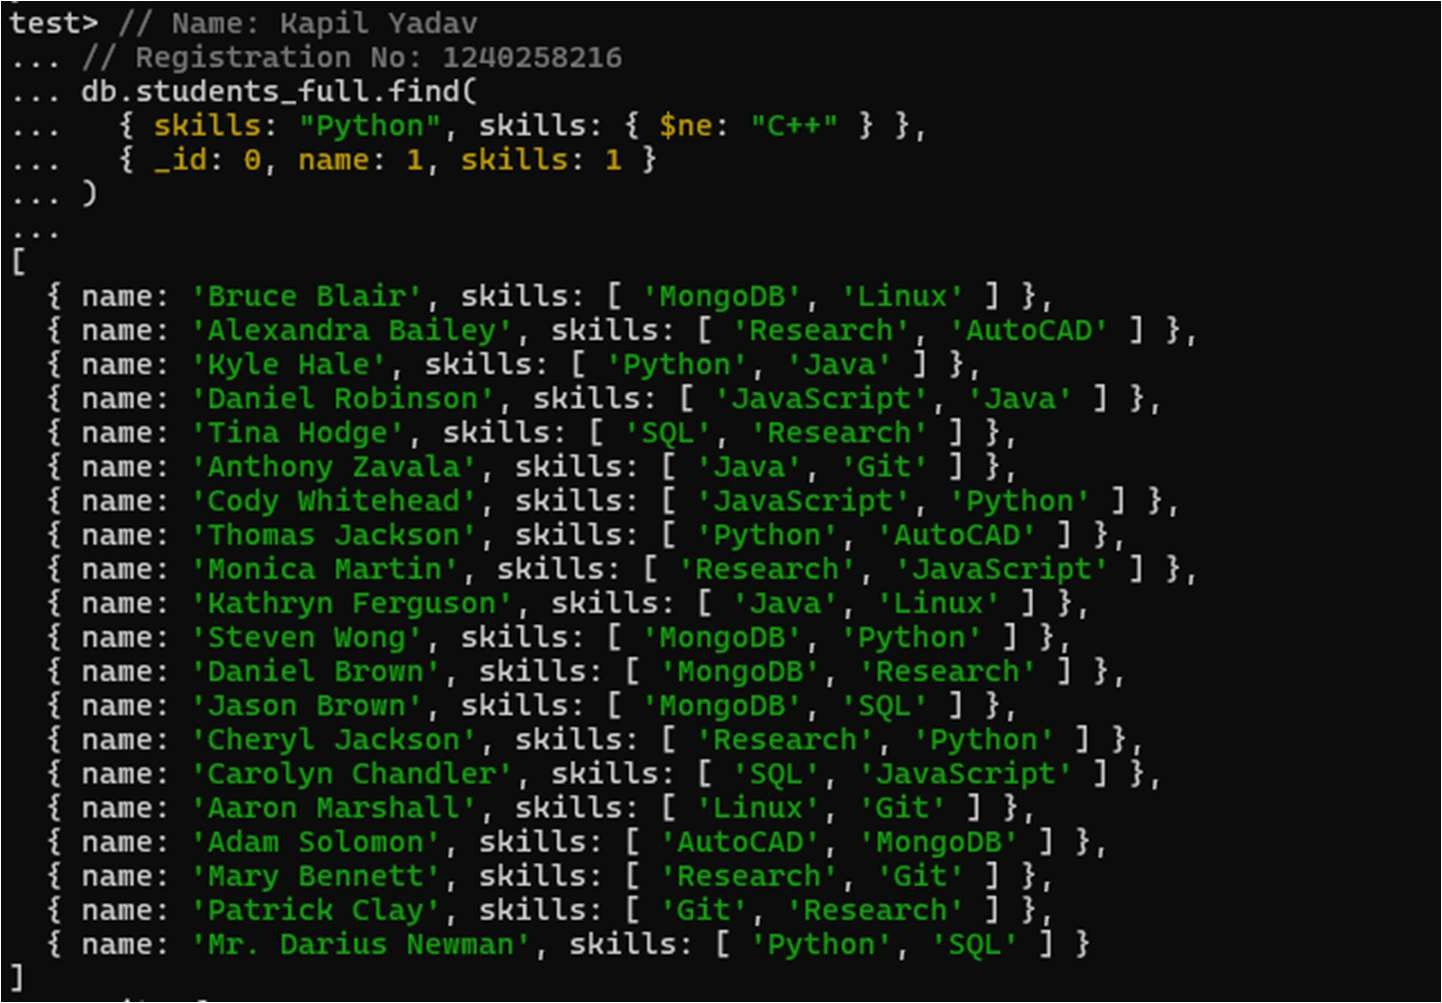 test> // Name: Kapil Yadav
... // Registration No: 1240258216
... db.students_full.find(
...   { skills: "Python", skills: { $ne: "C++" } },
...   { _id: 0, name: 1, skills: 1 }
... )
...
[
  { name: 'Bruce Blair', skills: [ 'MongoDB', 'Linux' ] },
  { name: 'Alexandra Bailey', skills: [ 'Research', 'AutoCAD' ] },
  { name: 'Kyle Hale', skills: [ 'Python', 'Java' ] },
  { name: 'Daniel Robinson', skills: [ 'JavaScript', 'Java' ] },
  { name: 'Tina Hodge', skills: [ 'SQL', 'Research' ] },
  { name: 'Anthony Zavala', skills: [ 'Java', 'Git' ] },
  { name: 'Cody Whitehead', skills: [ 'JavaScript', 'Python' ] },
  { name: 'Thomas Jackson', skills: [ 'Python', 'AutoCAD' ] },
  { name: 'Monica Martin', skills: [ 'Research', 'JavaScript' ] },
  { name: 'Kathryn Ferguson', skills: [ 'Java', 'Linux' ] },
  { name: 'Steven Wong', skills: [ 'MongoDB', 'Python' ] },
  { name: 'Daniel Brown', skills: [ 'MongoDB', 'Research' ] },
  { name: 'Jason Brown', skills: [ 'MongoDB', 'SQL' ] },
  { name: 'Cheryl Jackson', skills: [ 'Research', 'Python' ] },
  { name: 'Carolyn Chandler', skills: [ 'SQL', 'JavaScript' ] },
  { name: 'Aaron Marshall', skills: [ 'Linux', 'Git' ] },
  { name: 'Adam Solomon', skills: [ 'AutoCAD', 'MongoDB' ] },
  { name: 'Mary Bennett', skills: [ 'Research', 'Git' ] },
  { name: 'Patrick Clay', skills: [ 'Git', 'Research' ] },
  { name: 'Mr. Darius Newman', skills: [ 'Python', 'SQL' ] }
]